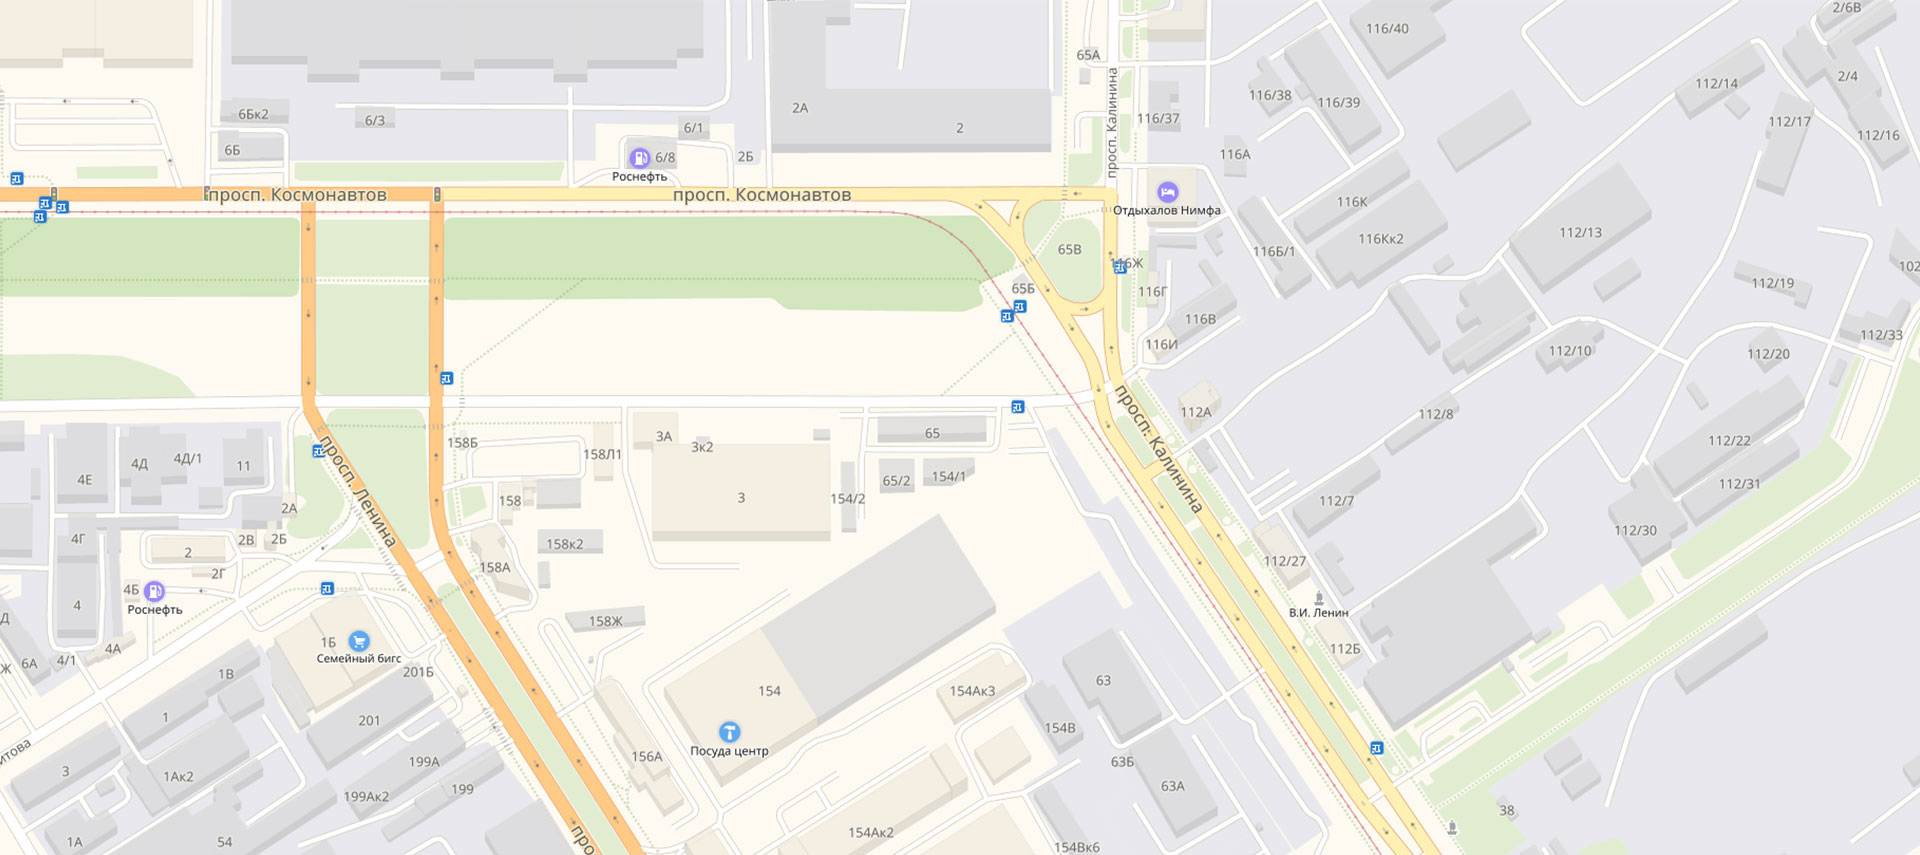 2/6В
116/40
65А
2/4
112/14
116/38
116/39
2А
6Бк2
6/3
116/37
112/17
2
6/1
112/16
6Б
6/8
2Б
116А
просп. Калинина
Роснефть
просп. Космонавтов
просп. Космонавтов
116К
Отдыхалов Нимфа
112/13
116Кк2
65В
116Б/1
116Ж
102
112/19
65Б
116Г
116В
112/33
116И
112/10
112/20
112А
112/8
65
3А
158Б
3к2
112/22
158Л1
4Д
4Д/1
11
просп. Ленина
просп. Калинина
4Е
65/2
154/1
112/31
3
154/2
158
112/7
2А
112/30
4Г
2В
2Б
158к2
2
112/27
158А
2Г
4Б
4
Роснефть
В.И. Ленин
158Ж
Д
1Б
112Б
4А
Семейный бигс
4/1
6А
Ж
201Б
1В
63
154
154Ак3
1
201
154В
Посуда центр
156А
199А
63Б
3
1Ак2
63А
199
199Ак2
38
154Ак2
1А
54
154Вк6